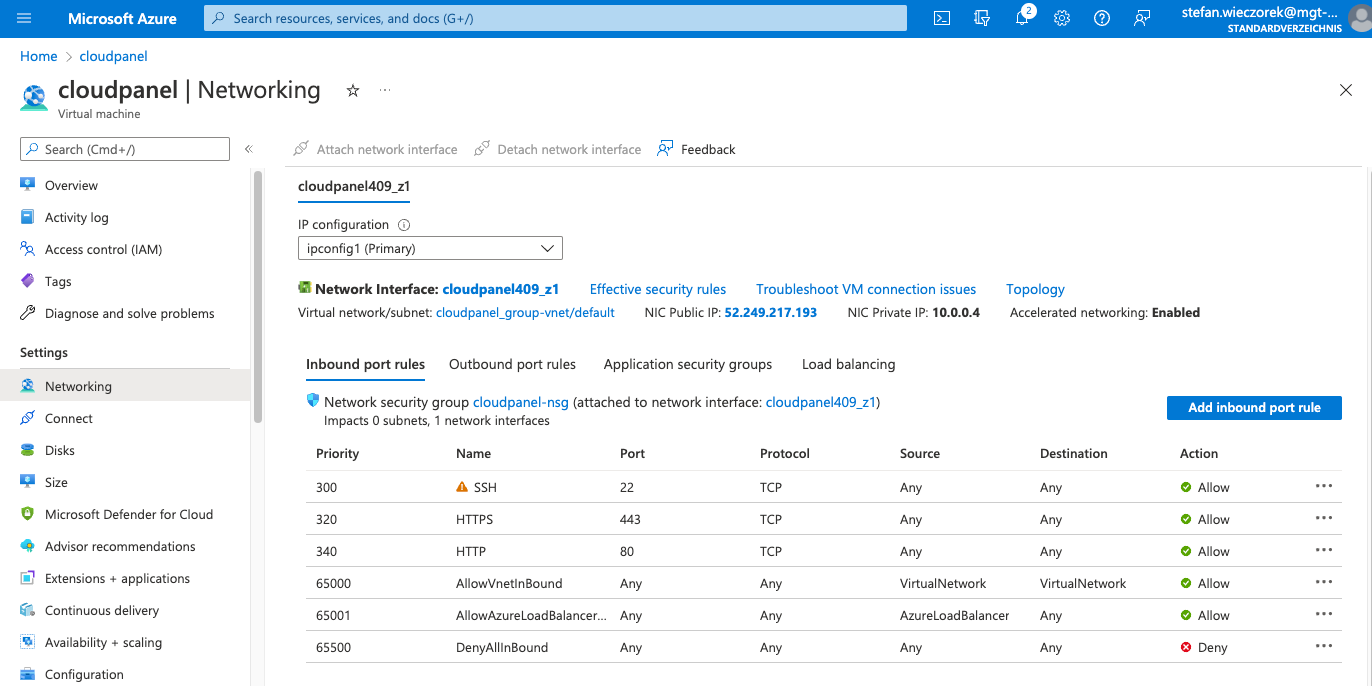 Microsoft Azure
Search resources, services, and docs (G+/)
2
stefan.wieczorek@mgt-...
STANDARDVERZEICHNIS
Home > cloudpanel
cloudpanel | Networking ...
Virtual machine
Search (Cmd+/)
«
Attach network interface Detach network interface Feedback
Overview
Activity log
Access control (IAM)
Tags
Diagnose and solve problems
Settings
Networking
Connect
Disks
Size
Microsoft Defender for Cloud
Advisor recommendations
Extensions + applications
Continuous delivery
Availability + scaling
Configuration
cloudpanel409_z1
IP configuration
ipconfig1 (Primary)
Network Interface: cloudpanel409_z1 Effective security rules Troubleshoot VM connection issues Topology
Virtual network/subnet: cloudpanel_group-vnet/default NIC Public IP: 52.249.217.193 NIC Private IP: 10.0.0.4 Accelerated networking: Enabled
Inbound port rules Outbound port rules Application security groups Load balancing
Network security group cloudpanel-nsg (attached to network interface: cloudpanel409_z1)
Impacts 0 subnets, 1 network interfaces
Add inbound port rule
Priority Name Port Protocol Source Destination Action
300 SSH 22 TCP Any Any Allow ...
320 HTTPS 443 TCP Any Any Allow ...
340 HTTP 80 TCP Any Any Allow ...
65000 AllowVnetInBound Any Any VirtualNetwork VirtualNetwork Allow ...
65001 AllowAzureLoadBalancer... Any Any AzureLoadBalancer Any Allow ...
65500 DenyAllInBound Any Any Any Any Deny ...